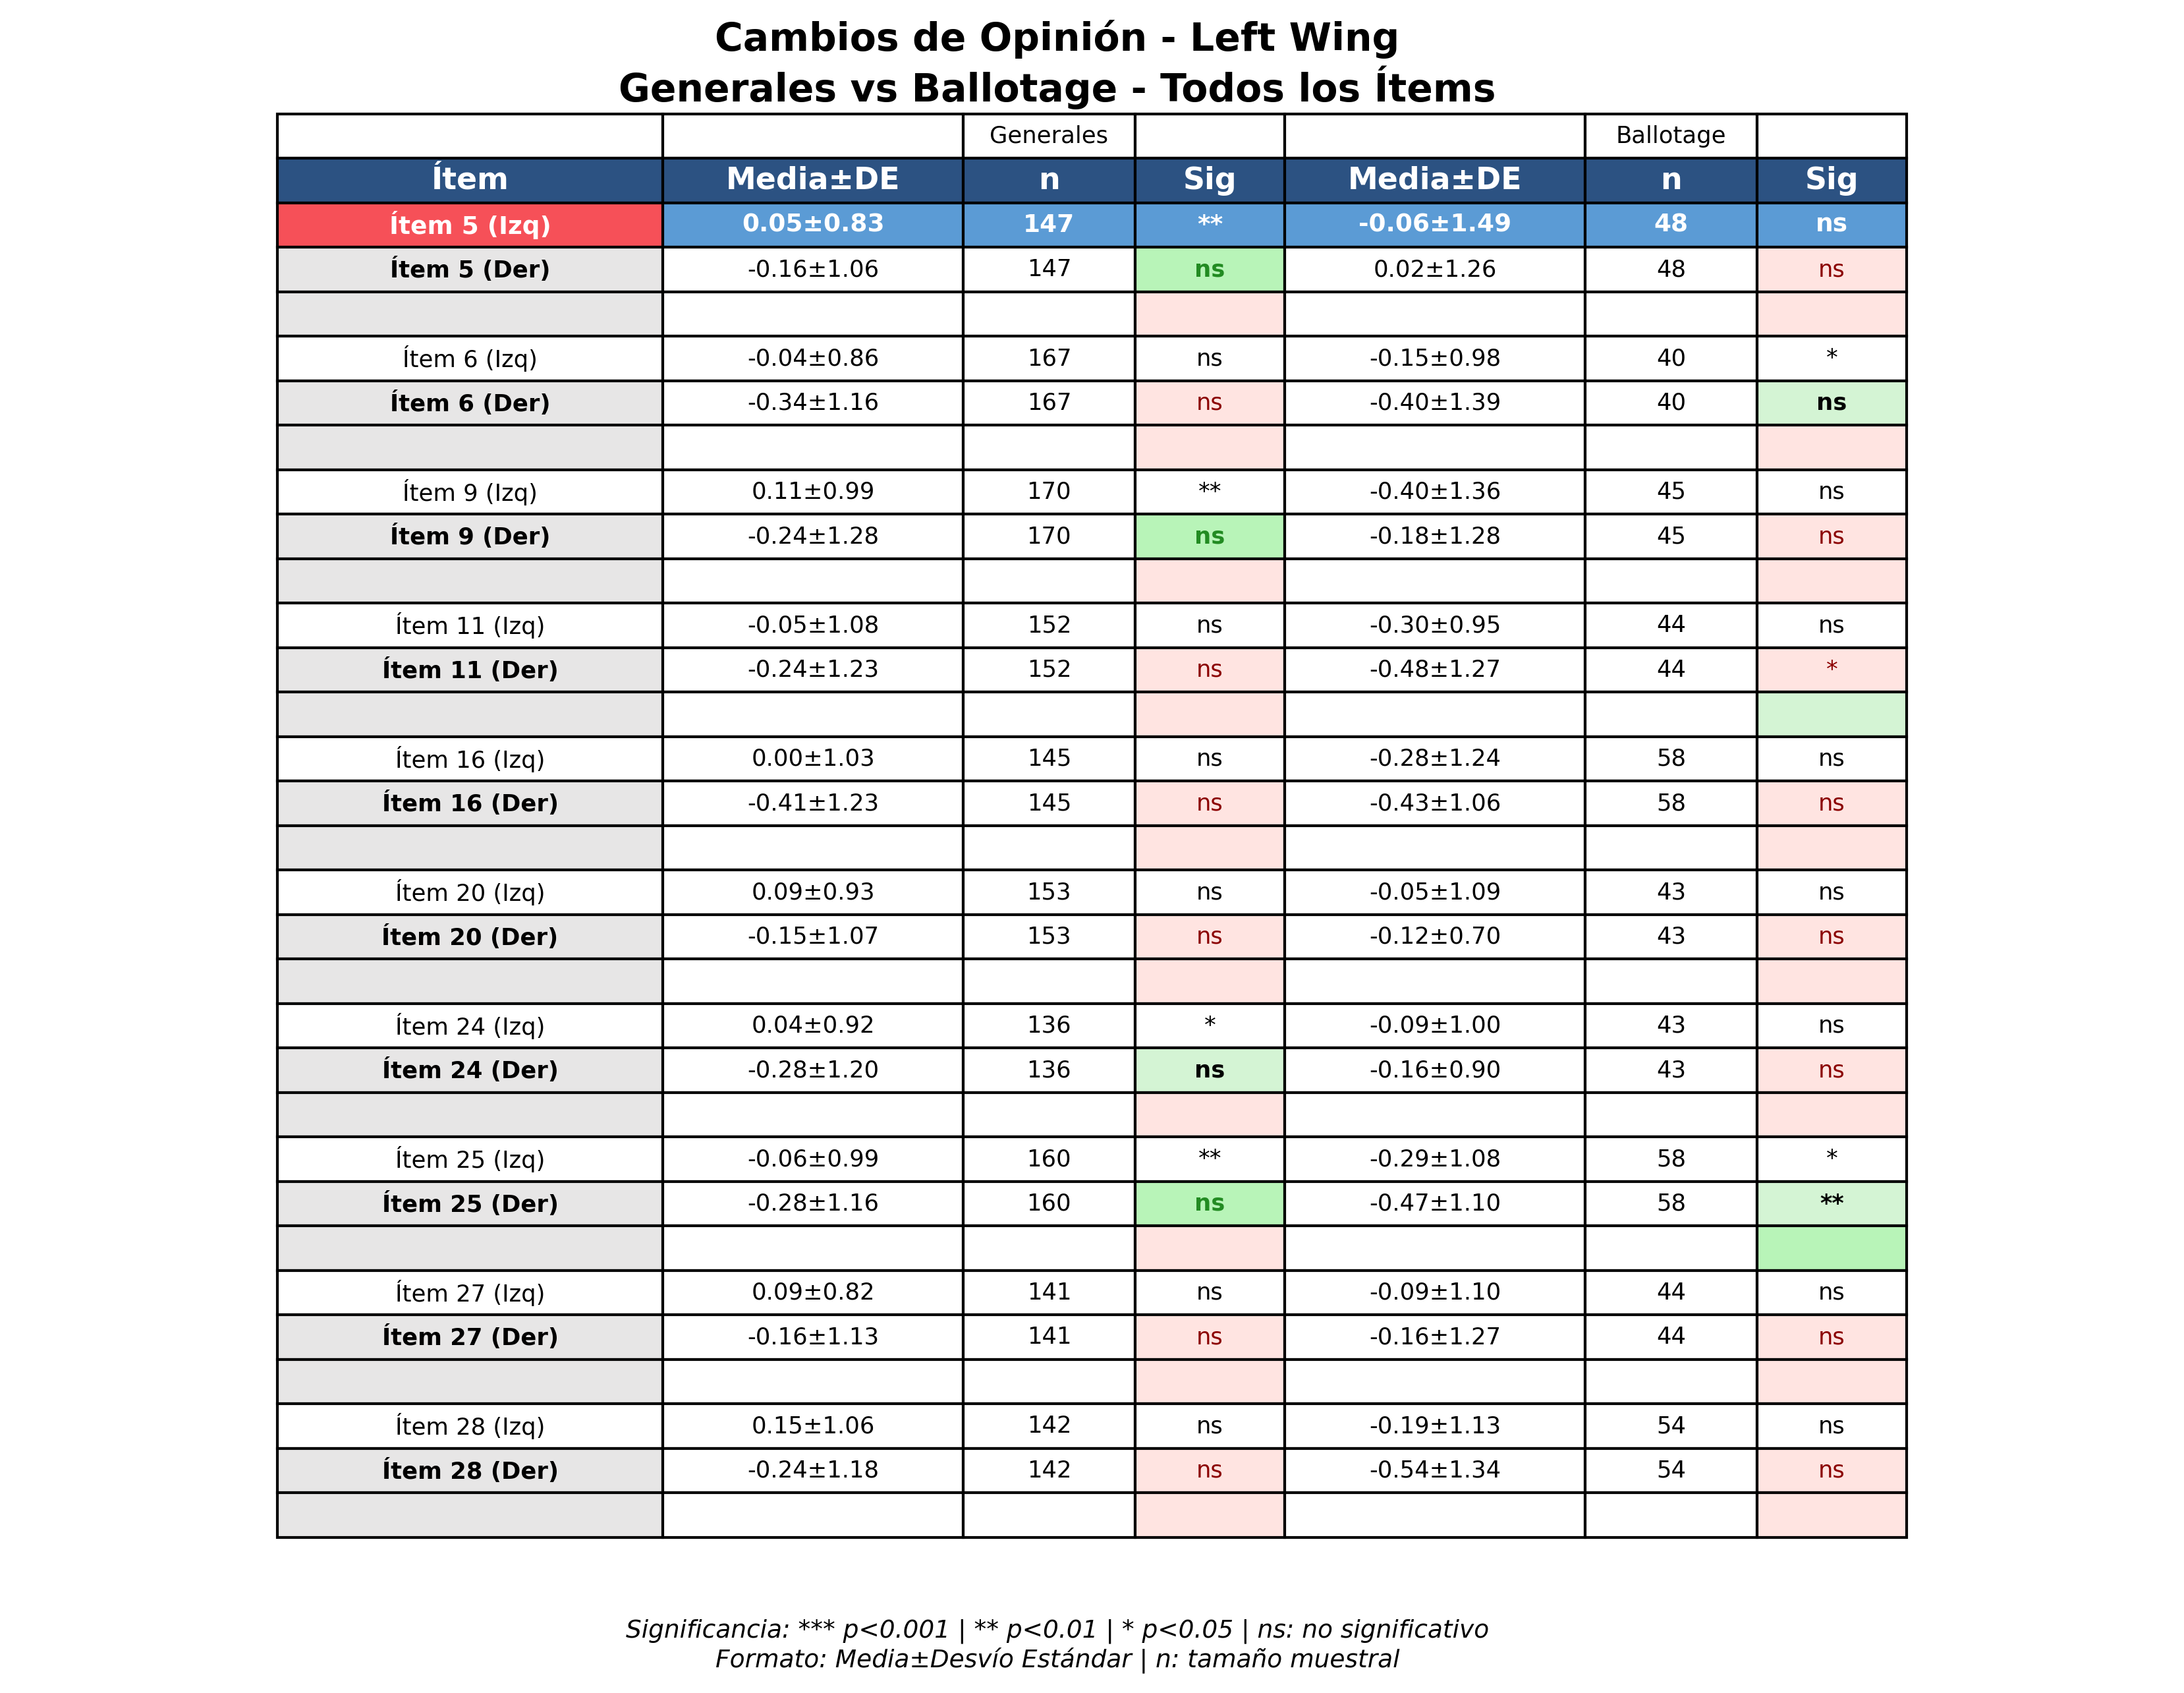 Cambios de Opinión - Left Wing
Generales vs Ballotage - Todos los Ítems
Generales Ballotage
Ítem Media±DE n Sig Media±DE n Sig
Ítem 5 (Izq) 0.05±0.83 147 ** -0.06±1.49 48 ns
Ítem 5 (Der) -0.16±1.06 147 ns 0.02±1.26 48 ns
Ítem 6 (Izq) -0.04±0.86 167 ns -0.15±0.98 40 *
Ítem 6 (Der) -0.34±1.16 167 ns -0.40±1.39 40 ns
Ítem 9 (Izq) 0.11±0.99 170 ** -0.40±1.36 45 ns
Ítem 9 (Der) -0.24±1.28 170 ns -0.18±1.28 45 ns
Ítem 11 (Izq) -0.05±1.08 152 ns -0.30±0.95 44 ns
Ítem 11 (Der) -0.24±1.23 152 ns -0.48±1.27 44 *
Ítem 16 (Izq) 0.00±1.03 145 ns -0.28±1.24 58 ns
Ítem 16 (Der) -0.41±1.23 145 ns -0.43±1.06 58 ns
Ítem 20 (Izq) 0.09±0.93 153 ns -0.05±1.09 43 ns
Ítem 20 (Der) -0.15±1.07 153 ns -0.12±0.70 43 ns
Ítem 24 (Izq) 0.04±0.92 136 * -0.09±1.00 43 ns
Ítem 24 (Der) -0.28±1.20 136 ns -0.16±0.90 43 ns
Ítem 25 (Izq) -0.06±0.99 160 ** -0.29±1.08 58 *
Ítem 25 (Der) -0.28±1.16 160 ns -0.47±1.10 58 **
Ítem 27 (Izq) 0.09±0.82 141 ns -0.09±1.10 44 ns
Ítem 27 (Der) -0.16±1.13 141 ns -0.16±1.27 44 ns
Ítem 28 (Izq) 0.15±1.06 142 ns -0.19±1.13 54 ns
Ítem 28 (Der) -0.24±1.18 142 ns -0.54±1.34 54 ns
Significancia: *** p<0.001 | ** p<0.01 | * p<0.05 | ns: no significativo
Formato: Media±Desvío Estándar | n: tamaño muestral